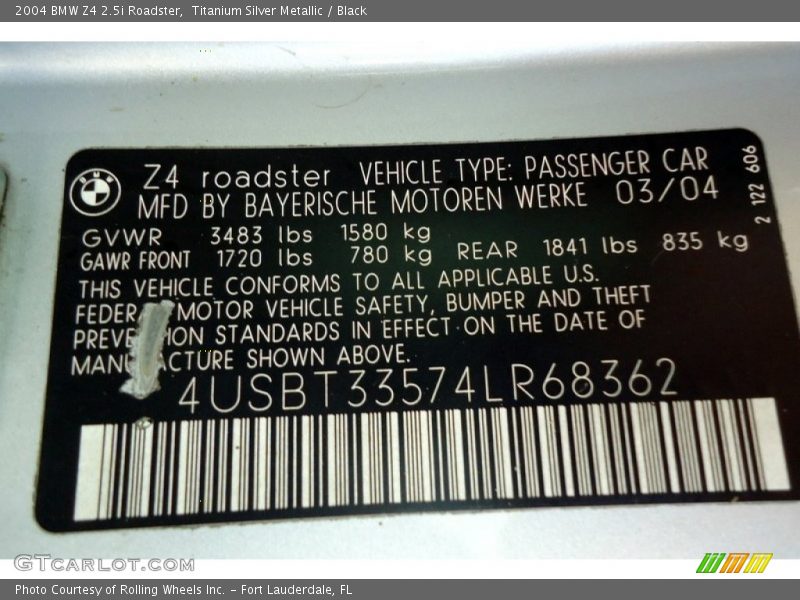 2004 BMW Z4 2.5i Roadster,  Titanium Silver Metallic / Black
BMW
Z4 roadster VEHICLE TYPE: PASSENGER CAR
MFD BY BAYERISCHE MOTOREN WERKE 03/04
2 122 606
GVWR 3483 lbs 1580 kg
GAWR FRONT 1720 lbs 780 kg REAR 1841 lbs 835 kg
THIS VEHICLE CONFORMS TO ALL APPLICABLE U.S.
FEDERA MOTOR VEHICLE SAFETY, BUMPER AND THEFT
PREVE ION STANDARDS IN EFFECT ON THE DATE OF
MANU ACTURE SHOWN ABOVE.
4USBT33574LR68362
GTCARLOT.COM
Photo Courtesy of Rolling Wheels Inc. – Fort Lauderdale, FL